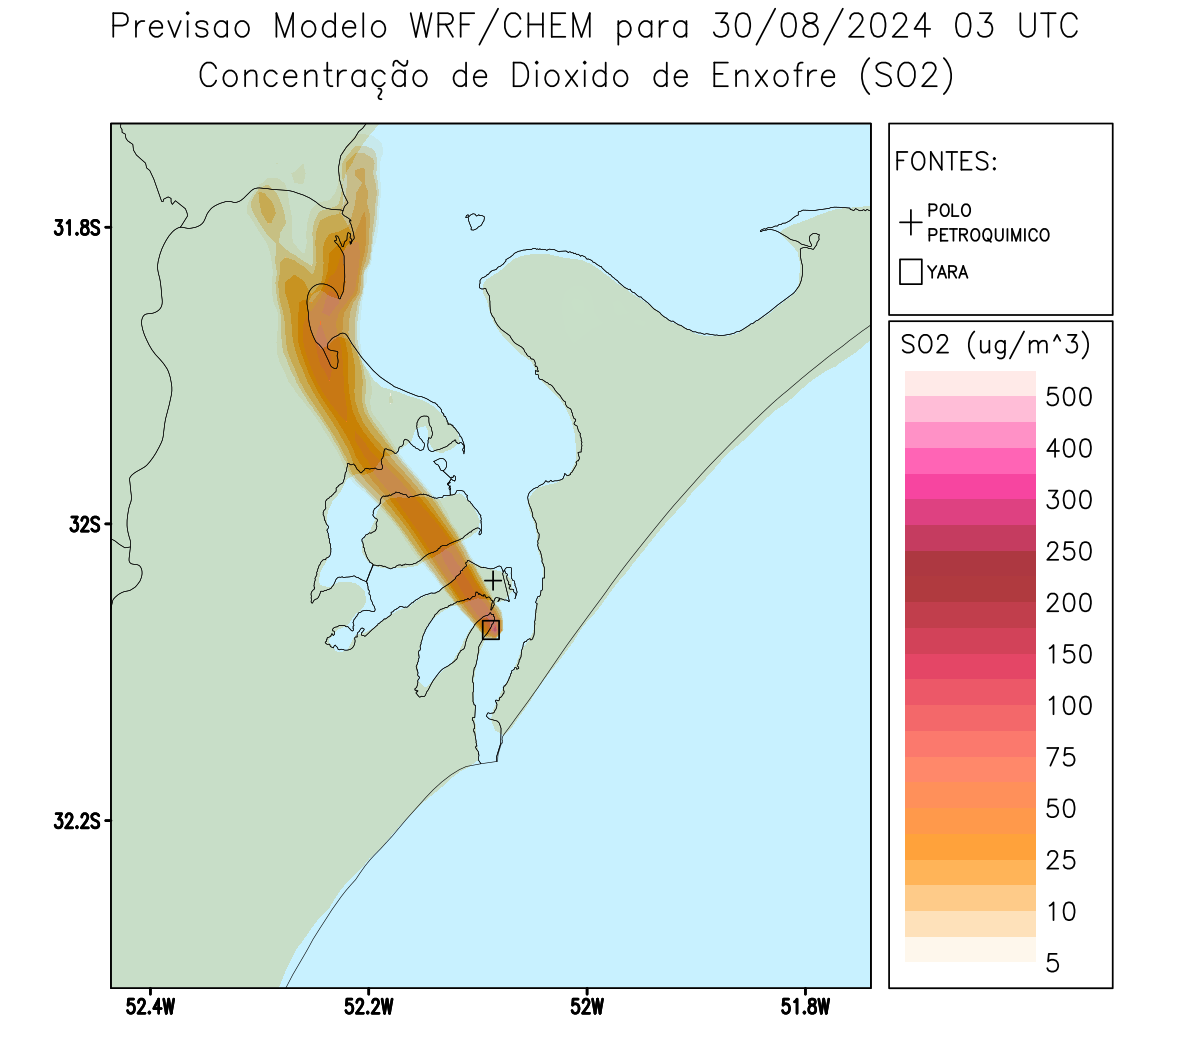 Previsao Modelo WRF/CHEM para 30/08/2024 03 UTC
Concentração de Dioxido de Enxofre (SO2)
FONTES:
POLO
PETROQUIMICO
YARA
31.8S
32S
32.2S
52.4W
52.2W
52W
51.8W
SO2 (ug/m^3)
500
400
300
250
200
150
100
75
50
25
10
5